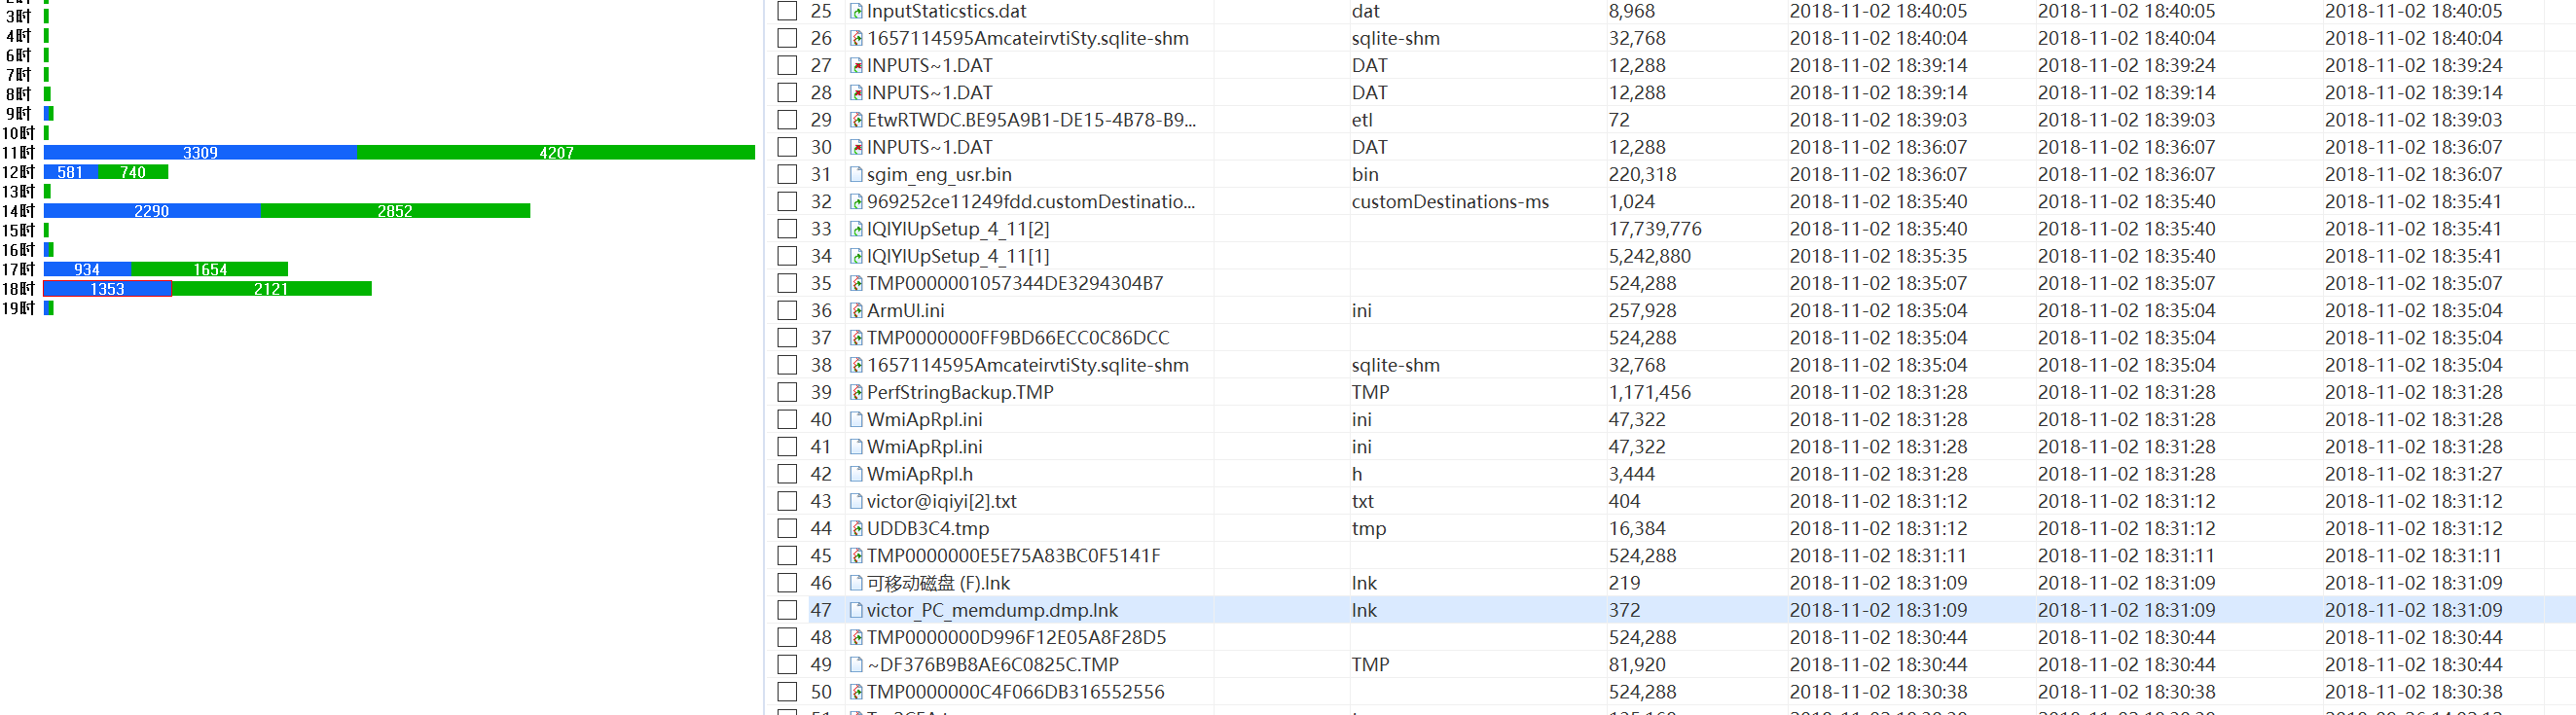 3时
4时
6时
7时
8时
9时
10时
11时 3309 4207
12时 581 740
13时
14时 2290 2852
15时
16时
17时 934 1654
18时 1353 2121
19时
25 InputStaticstics.dat dat 8,968 2018-11-02 18:40:05 2018-11-02 18:40:05 2018-11-02 18:40:05
26 1657114595AmcateirvtiSty.sqlite-shm sqlite-shm 32,768 2018-11-02 18:40:04 2018-11-02 18:40:04 2018-11-02 18:40:04
27 INPUTS~1.DAT DAT 12,288 2018-11-02 18:39:14 2018-11-02 18:39:24 2018-11-02 18:39:24
28 INPUTS~1.DAT DAT 12,288 2018-11-02 18:39:14 2018-11-02 18:39:14 2018-11-02 18:39:14
29 EtwRTWDC.BE95A9B1-DE15-4B78-B9... etl 72 2018-11-02 18:39:03 2018-11-02 18:39:03 2018-11-02 18:39:03
30 INPUTS~1.DAT DAT 12,288 2018-11-02 18:36:07 2018-11-02 18:36:07 2018-11-02 18:36:07
31 sgim_eng_usr.bin bin 220,318 2018-11-02 18:36:07 2018-11-02 18:36:07 2018-11-02 18:36:07
32 969252ce11249fdd.customDestinatio... customDestinations-ms 1,024 2018-11-02 18:35:40 2018-11-02 18:35:40 2018-11-02 18:35:41
33 IQIYIUpSetup_4_11[2] 17,739,776 2018-11-02 18:35:40 2018-11-02 18:35:40 2018-11-02 18:35:41
34 IQIYIUpSetup_4_11[1] 5,242,880 2018-11-02 18:35:35 2018-11-02 18:35:40 2018-11-02 18:35:41
35 TMP0000001057344DE3294304B7 524,288 2018-11-02 18:35:07 2018-11-02 18:35:07 2018-11-02 18:35:07
36 ArmUI.ini ini 257,928 2018-11-02 18:35:04 2018-11-02 18:35:04 2018-11-02 18:35:04
37 TMP0000000FF9BD66ECC0C86DCC 524,288 2018-11-02 18:35:04 2018-11-02 18:35:04 2018-11-02 18:35:04
38 1657114595AmcateirvtiSty.sqlite-shm sqlite-shm 32,768 2018-11-02 18:35:04 2018-11-02 18:35:04 2018-11-02 18:35:04
39 PerfStringBackup.TMP TMP 1,171,456 2018-11-02 18:31:28 2018-11-02 18:31:28 2018-11-02 18:31:28
40 WmiApRpl.ini ini 47,322 2018-11-02 18:31:28 2018-11-02 18:31:28 2018-11-02 18:31:28
41 WmiApRpl.ini ini 47,322 2018-11-02 18:31:28 2018-11-02 18:31:28 2018-11-02 18:31:28
42 WmiApRpl.h h 3,444 2018-11-02 18:31:28 2018-11-02 18:31:28 2018-11-02 18:31:27
43 victor@iqiyi[2].txt txt 404 2018-11-02 18:31:12 2018-11-02 18:31:12 2018-11-02 18:31:12
44 UDDB3C4.tmp tmp 16,384 2018-11-02 18:31:12 2018-11-02 18:31:12 2018-11-02 18:31:12
45 TMP0000000E5E75A83BC0F5141F 524,288 2018-11-02 18:31:11 2018-11-02 18:31:11 2018-11-02 18:31:11
46 可移动磁盘 (F).lnk lnk 219 2018-11-02 18:31:09 2018-11-02 18:31:09 2018-11-02 18:31:09
47 victor_PC_memdump.dmp.lnk lnk 372 2018-11-02 18:31:09 2018-11-02 18:31:09 2018-11-02 18:31:09
48 TMP0000000D996F12E05A8F28D5 524,288 2018-11-02 18:30:44 2018-11-02 18:30:44 2018-11-02 18:30:44
49 ~DF376B9B8AE6C0825C.TMP TMP 81,920 2018-11-02 18:30:44 2018-11-02 18:30:44 2018-11-02 18:30:44
50 TMP0000000C4F066DB316552556 524,288 2018-11-02 18:30:38 2018-11-02 18:30:38 2018-11-02 18:30:38